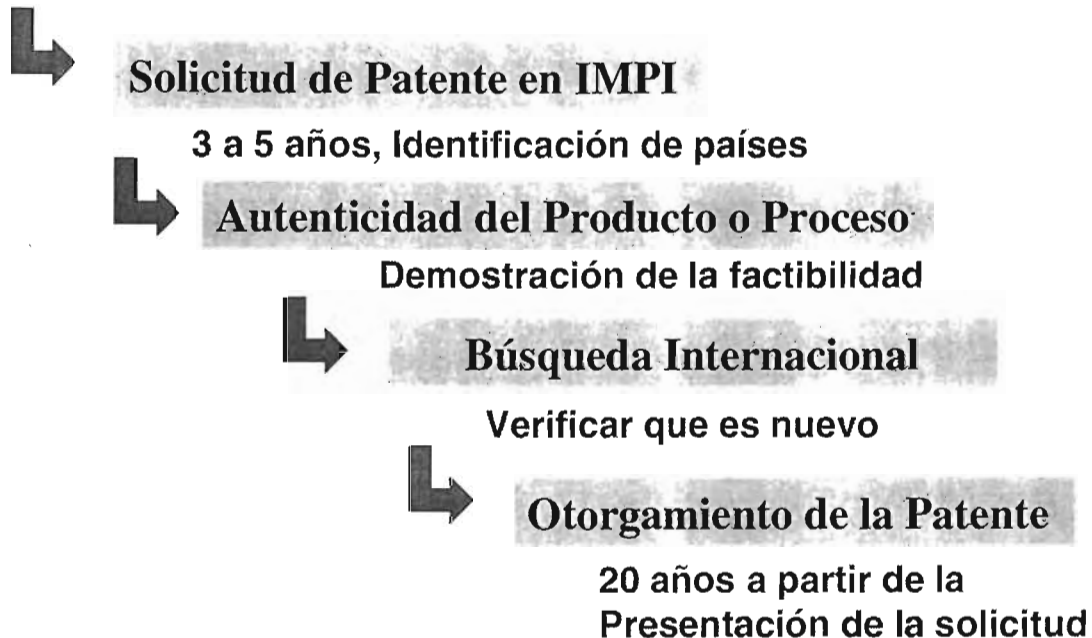 Solicitud de Patente en IMPI
3 a 5 años, Identificación de países
Autenticidad del Producto o Proceso
Demostración de la factibilidad
Búsqueda Internacional
Verificar que es nuevo
Otorgamiento de la Patente
20 años a partir de la
Presentación de la solicitud